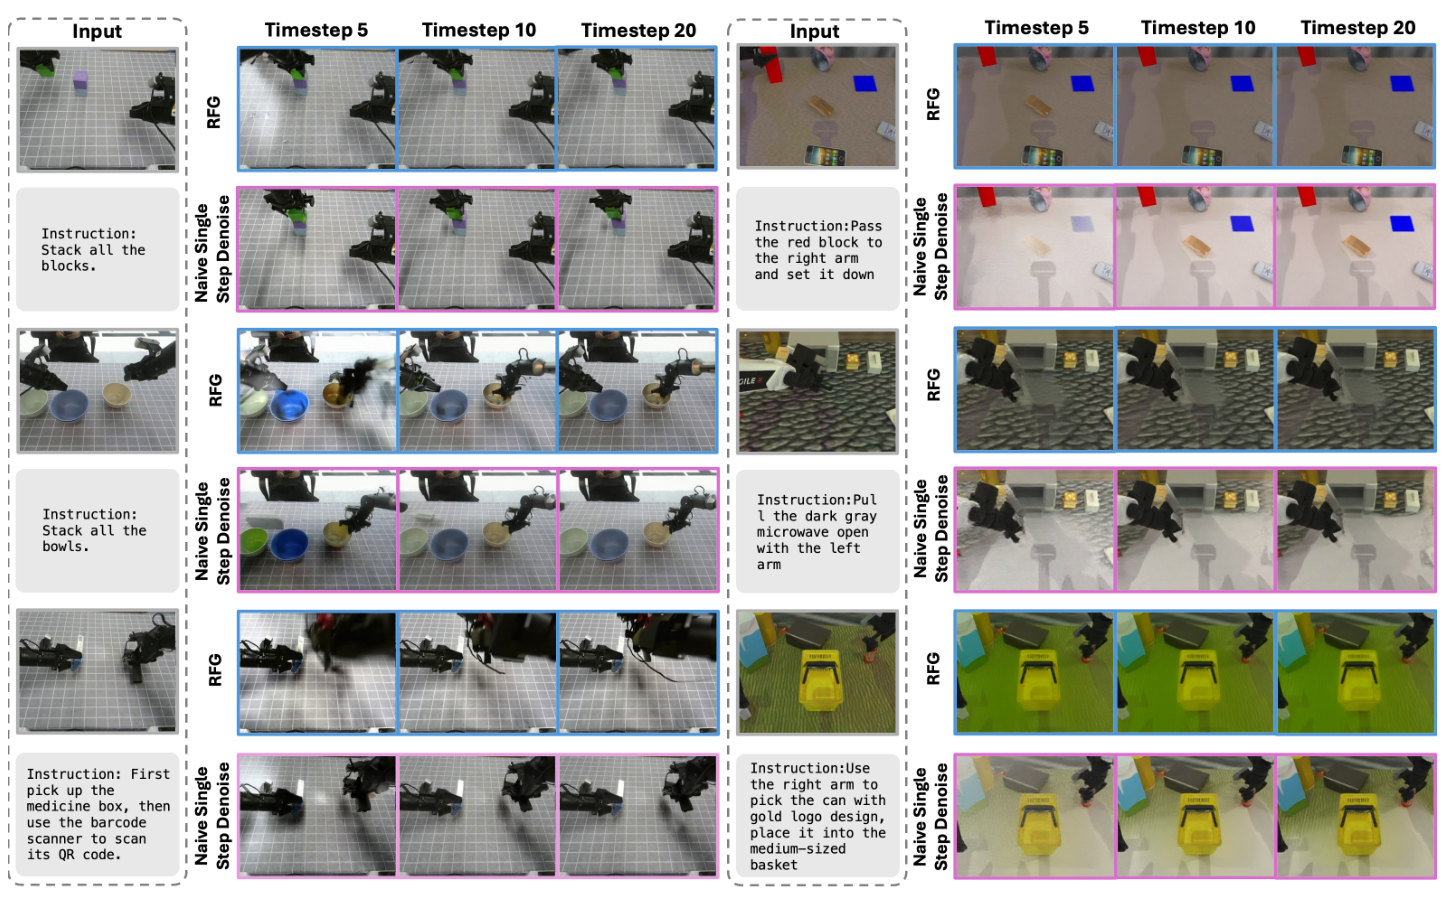 Input
Timestep 5
Timestep 10
Timestep 20
RFG
Naive Single
Step Denoise
Instruction:
Stack all the
blocks.
RFG
Naive Single
Step Denoise
Instruction:
Stack all the
bowls.
RFG
Naive Single
Step Denoise
Instruction: First
pick up the
medicine box, then
use the barcode
scanner to scan
its QR code.
Input
Timestep 5
Timestep 10
Timestep 20
RFG
Naive Single
Step Denoise
Instruction:Pass
the red block to
the right arm
and set it down
RFG
Naive Single
Step Denoise
Instruction:Pul
l the dark gray
microwave open
with the left
arm
RFG
Naive Single
Step Denoise
Instruction:Use
the right arm to
pick the can with
gold logo design,
place it into the
medium-sized
basket